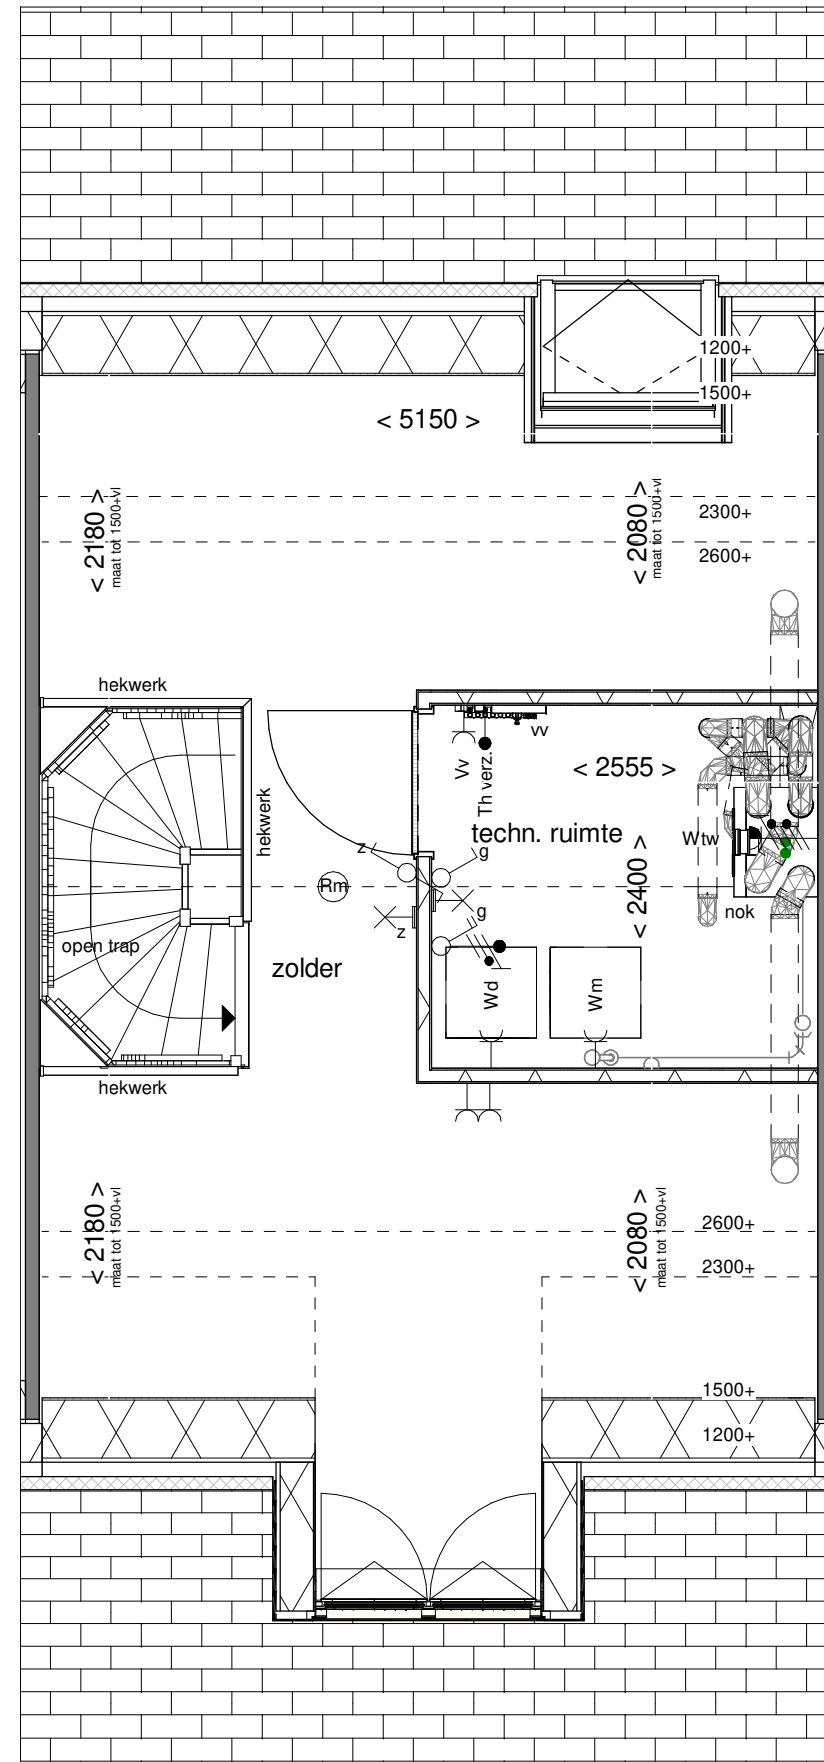 1200+
1500+
< 5150 >
< 2180 >
maat tot 1500+vl
< 2080 >
maat tot 1500+vl
2300+
2600+
hekwerk
vv
Vv
Th verz.
< 2555 >
hekwerk
techn. ruimte
Wtw
z
g
< 2400 >
Rm
nok
g
z
open trap
zolder
Wd
Wm
hekwerk
< 2180 >
maat tot 1500+vl
< 2080 >
maat tot 1500+vl
2600+
2300+
1500+
1200+